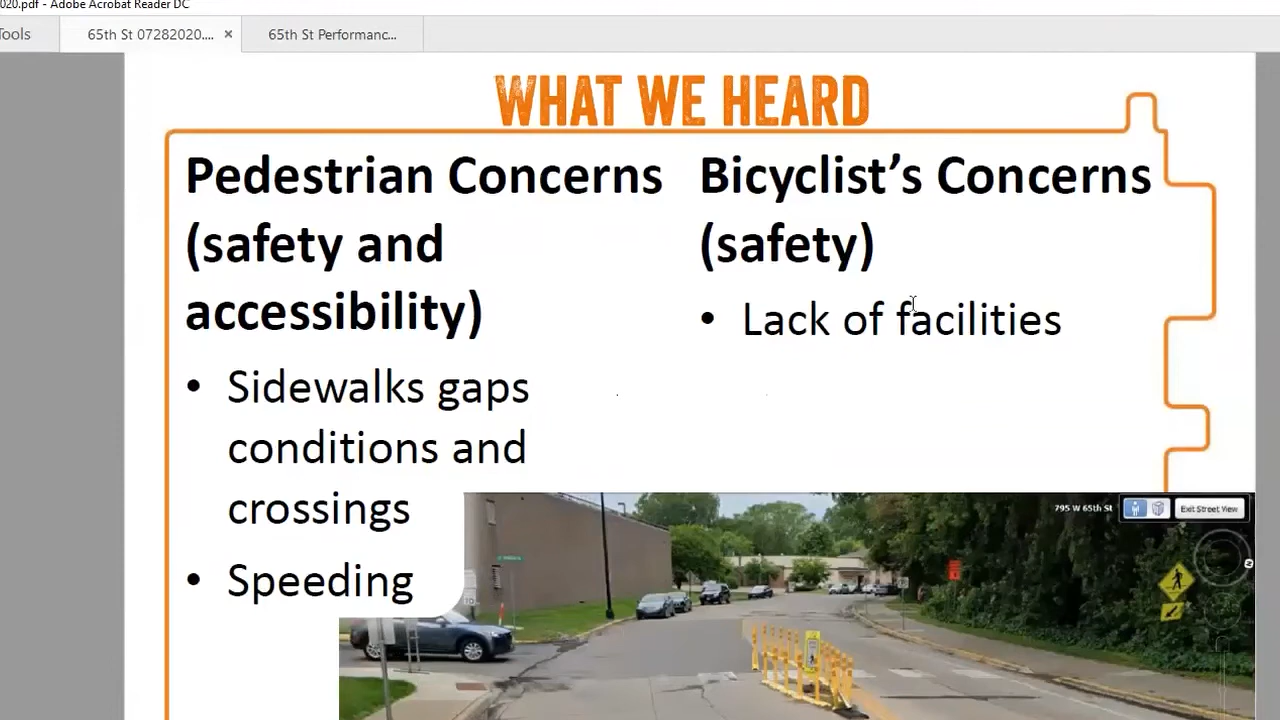 020.pdf - Adobe Acrobat Reader DC
Tools
65th St 07282020.... ×
65th St Performanc...
WHAT WE HEARD
Pedestrian Concerns
(safety and
accessibility)
• Sidewalks gaps
conditions and
crossings
• Speeding
Bicyclist’s Concerns
(safety)
• Lack of facilities
795 W 65th St
Exit Street View